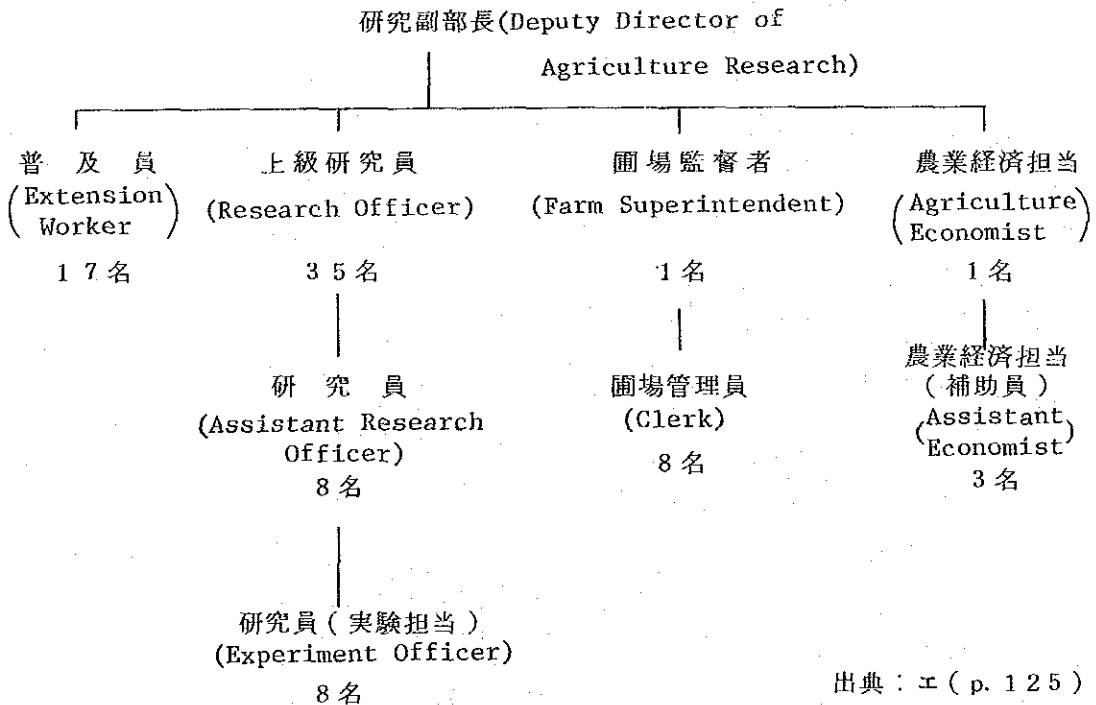 研究副部長(Deputy Director of
Agriculture Research)
普及員
(Extension
Worker)
17名
上級研究員
(Research Officer)
35名
圃場監督者
(Farm Superintendent)
1名
農業経済担当
(Agriculture
Economist)
1名
研究員
(Assistant Research
Officer)
8名
圃場管理員
(Clerk)
8名
農業経済担当
(補助員)
(Assistant
Economist)
3名
研究員(実験担当)
(Experiment Officer)
8名
出典:エ(p.125)